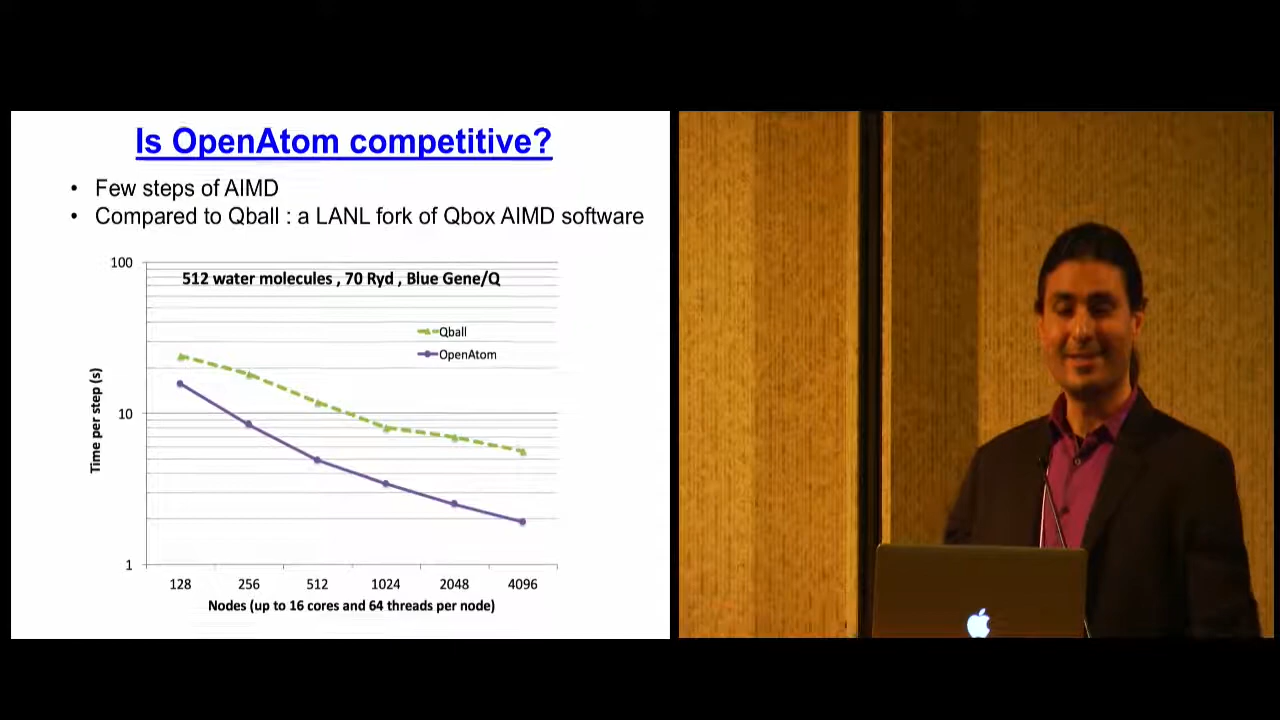 Is OpenAtom competitive?
• Few steps of AIMD
• Compared to Qball : a LANL fork of Qbox AIMD software
512 water molecules , 70 Ryd , Blue Gene/Q
Qball
OpenAtom
Time per step (s)
100
10
1
128 256 512 1024 2048 4096
Nodes (up to 16 cores and 64 threads per node)